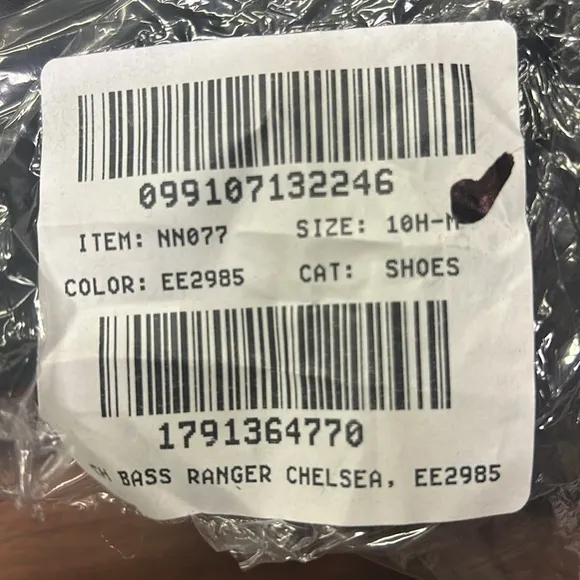 099107132246
ITEM: NN077 SIZE: 10H-M
COLOR: EE2985 CAT: SHOES
1791364770
BASS RANGER CHELSEA, EE2985